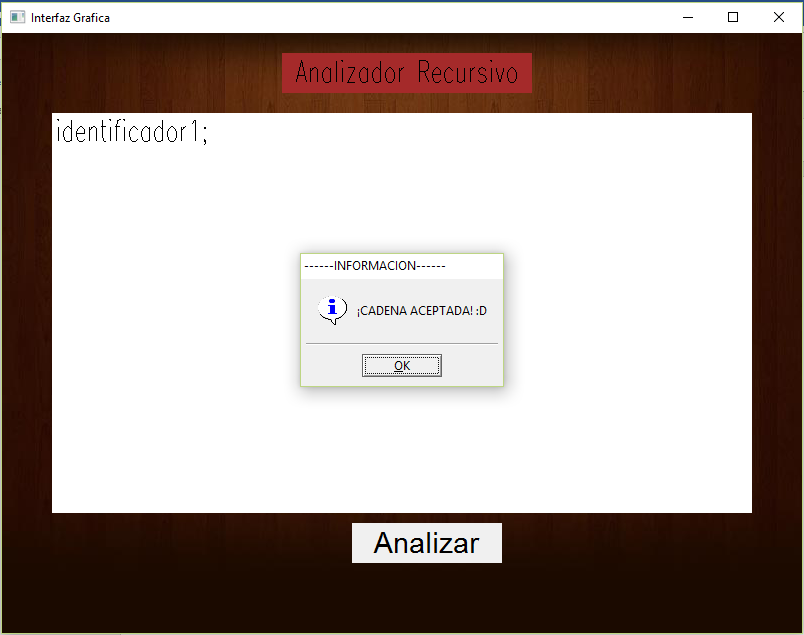 Interfaz Grafica
Analizador Recursivo
identificador1;
------INFORMACION------
¡CADENA ACEPTADA! :D
OK
Analizar